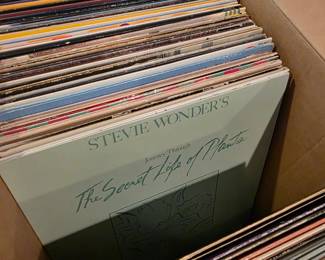 STEVIE WONDER'S
Journey Through
The Secret Life of Plants